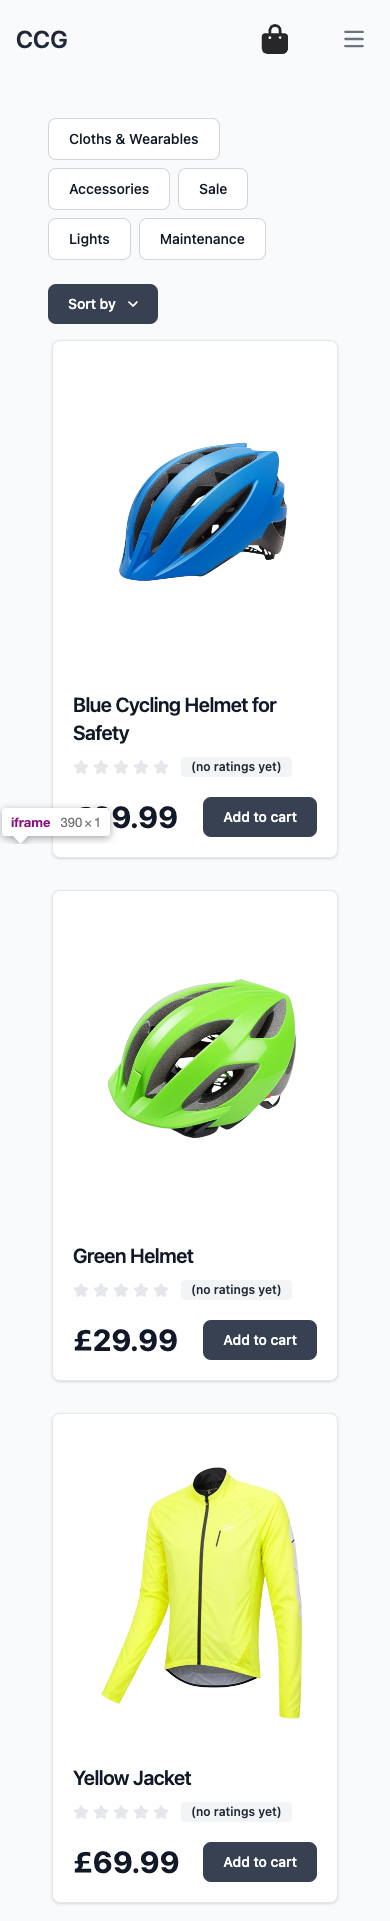 CCG
Cloths & Wearables
Accessories
Sale
Lights
Maintenance
Sort by
Blue Cycling Helmet for
Safety
(no ratings yet)
9.99
Add to cart
iframe 390 × 1
Green Helmet
(no ratings yet)
£29.99
Add to cart
Yellow Jacket
(no ratings yet)
£69.99
Add to cart